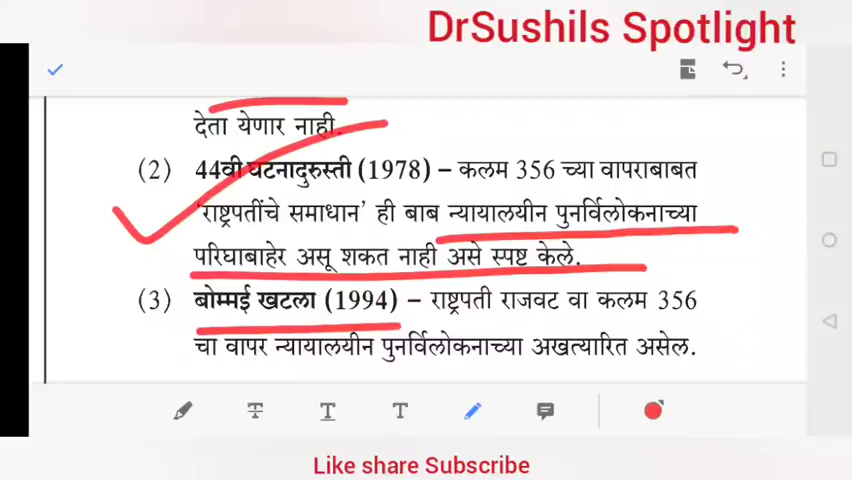 DrSushils Spotlight
देता येणार नाही.
(2) 44वी घटनादुरुस्ती (1978) – कलम 356 च्या वापराबाबत
'राष्ट्रपतींचे समाधान' ही बाब न्यायालयीन पुनर्विलोकनाच्या
परिघाबाहेर असू शकत नाही असे स्पष्ट केले.
(3) बोम्मई खटला (1994) – राष्ट्रपती राजवट वा कलम 356
चा वापर न्यायालयीन पुनर्विलोकनाच्या अखत्यारित असेल.
T T T
Like share Subscribe